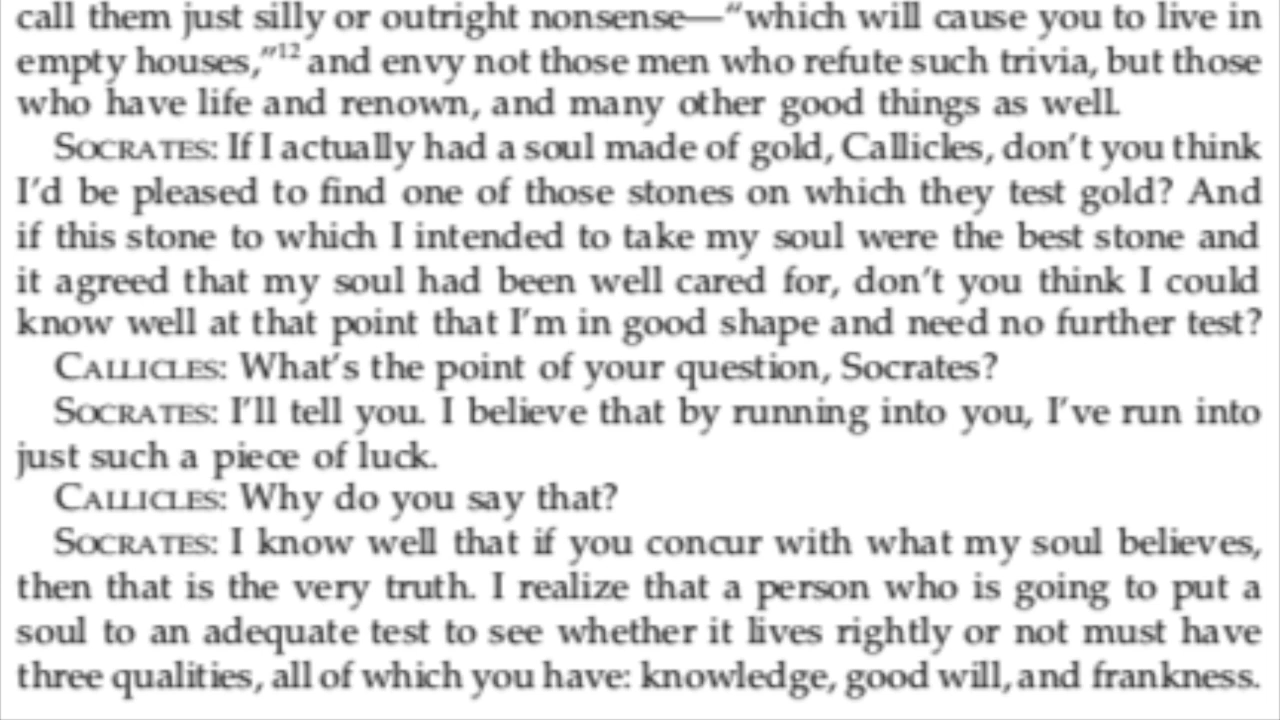 call them just silly or outright nonsense—“which will cause you to live in
empty houses,”12 and envy not those men who refute such trivia, but those
who have life and renown, and many other good things as well.
SOCRATES: If I actually had a soul made of gold, Callicles, don’t you think
I’d be pleased to find one of those stones on which they test gold? And
if this stone to which I intended to take my soul were the best stone and
it agreed that my soul had been well cared for, don’t you think I could
know well at that point that I’m in good shape and need no further test?
CALLICLES: What’s the point of your question, Socrates?
SOCRATES: I’ll tell you. I believe that by running into you, I’ve run into
just such a piece of luck.
CALLICLES: Why do you say that?
SOCRATES: I know well that if you concur with what my soul believes,
then that is the very truth. I realize that a person who is going to put a
soul to an adequate test to see whether it lives rightly or not must have
three qualities, all of which you have: knowledge, good will, and frankness.